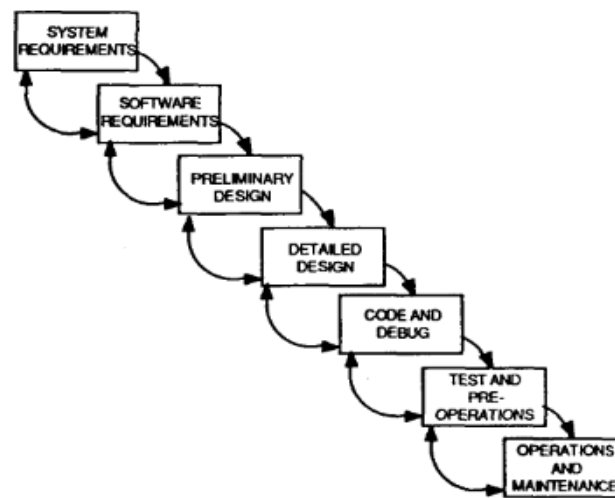 SYSTEM
REQUIREMENTS
SOFTWARE
REQUIREMENTS
PRELIMINARY
DESIGN
DETAILED
DESIGN
CODE AND
DEBUG
TEST AND
PRE-
OPERATIONS
OPERATIONS
AND
MAINTENANCE